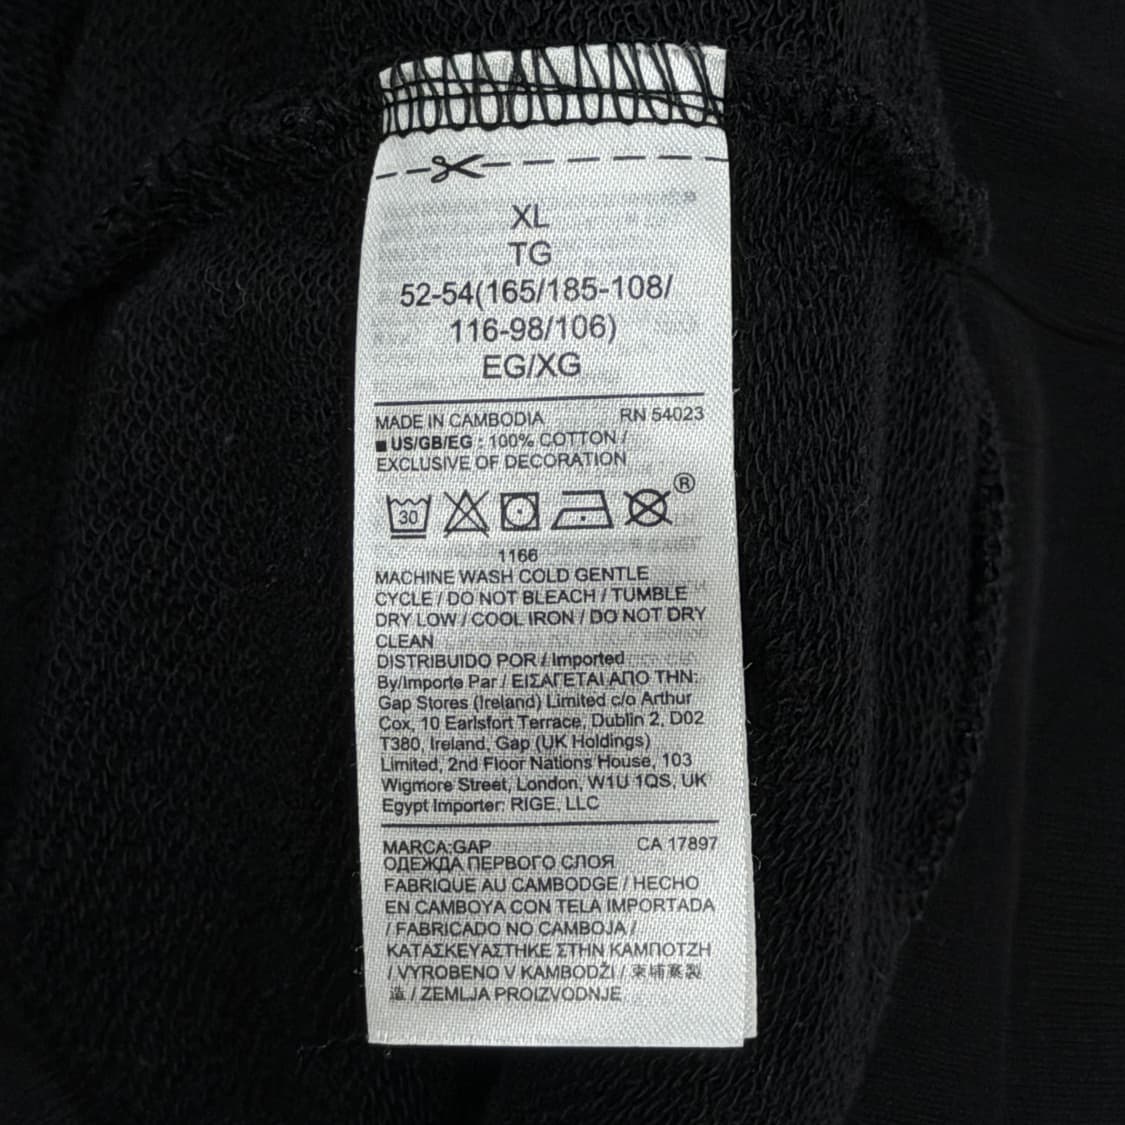 XL
TG
52-54(165/185-108/
116-98/106)
EG/XG
MADE IN CAMBODIA RN 54023
■ US/GB/EG : 100% COTTON /
EXCLUSIVE OF DECORATION
30 ®
1166
MACHINE WASH COLD GENTLE
CYCLE / DO NOT BLEACH / TUMBLE
DRY LOW / COOL IRON / DO NOT DRY
CLEAN
DISTRIBUIDO POR / Imported
By/Importe Par / ΕΙΣΑΓΕΤΑΙ ΑΠΟ ΤΗΝ:
Gap Stores (Ireland) Limited c/o Arthur
Cox, 10 Earlsfort Terrace, Dublin 2, D02
T380, Ireland, Gap (UK Holdings)
Limited, 2nd Floor Nations House, 103
Wigmore Street, London, W1U 1QS, UK
Egypt Importer: RIGE, LLC
MARCA:GAP CA 17897
ОДЕЖДА ПЕРВОГО СЛОЯ
FABRIQUE AU CAMBODGE / HECHO
EN CAMBOYA CON TELA IMPORTADA
/ FABRICADO NO CAMBOJA /
ΚΑΤΑΣΚΕΥΑΣΤΗΚΕ ΣΤΗΝ ΚΑΜΠΟΤΖΗ
/ VYROBENO V KAMBODŽI / 柬埔寨製
造 / ZEMLJA PROIZVODNJE